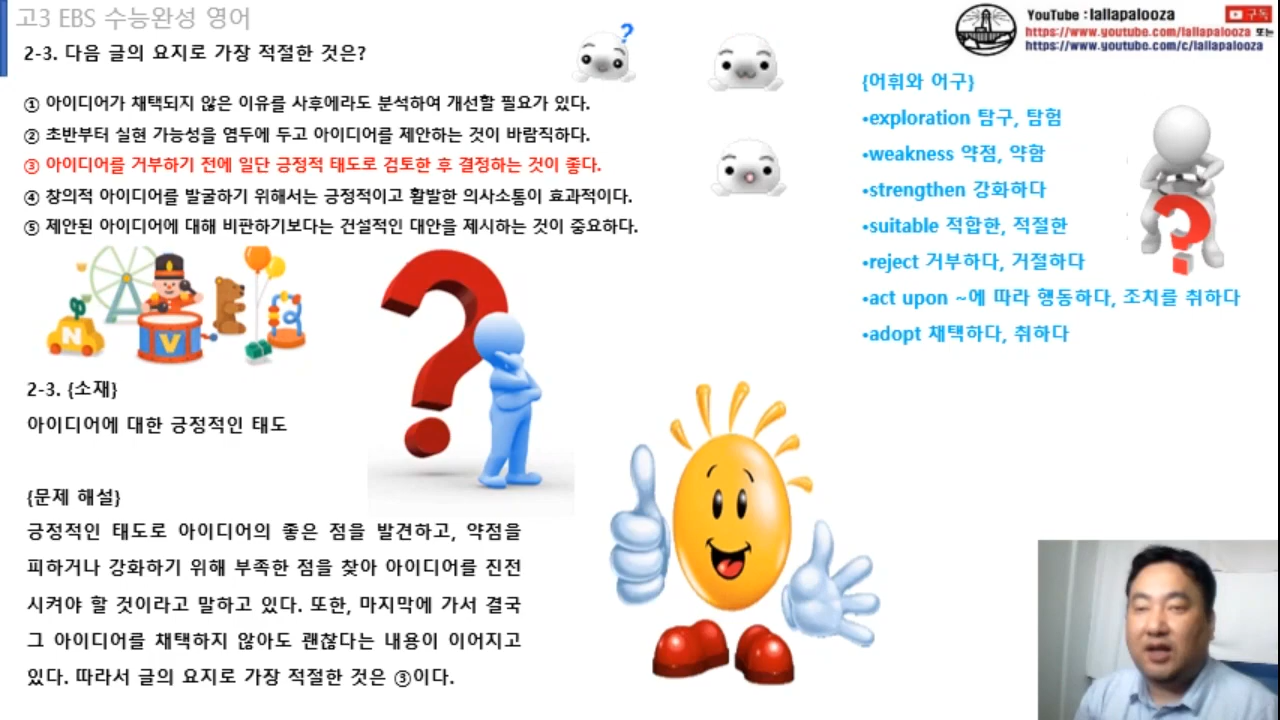 고3 EBS 수능완성 영어
YouTube : lallapalooza
구독
https://www.youtube.com/lallapalooza 또는
https://www.youtube.com/c/lallapalooza
2-3. 다음 글의 요지로 가장 적절한 것은?
① 아이디어가 채택되지 않은 이유를 사후에라도 분석하여 개선할 필요가 있다.
② 초반부터 실현 가능성을 염두에 두고 아이디어를 제안하는 것이 바람직하다.
③ 아이디어를 거부하기 전에 일단 긍정적 태도로 검토한 후 결정하는 것이 좋다.
④ 창의적 아이디어를 발굴하기 위해서는 긍정적이고 활발한 의사소통이 효과적이다.
⑤ 제안된 아이디어에 대해 비판하기보다는 건설적인 대안을 제시하는 것이 중요하다.
{어휘와 어구}
•exploration 탐구, 탐험
•weakness 약점, 약함
•strengthen 강화하다
•suitable 적합한, 적절한
•reject 거부하다, 거절하다
•act upon ~에 따라 행동하다, 조치를 취하다
•adopt 채택하다, 취하다
N V E R
2-3. {소재}
아이디어에 대한 긍정적인 태도
{문제 해설}
긍정적인 태도로 아이디어의 좋은 점을 발견하고, 약점을
피하거나 강화하기 위해 부족한 점을 찾아 아이디어를 진전
시켜야 할 것이라고 말하고 있다. 또한, 마지막에 가서 결국
그 아이디어를 채택하지 않아도 괜찮다는 내용이 이어지고
있다. 따라서 글의 요지로 가장 적절한 것은 ③이다.